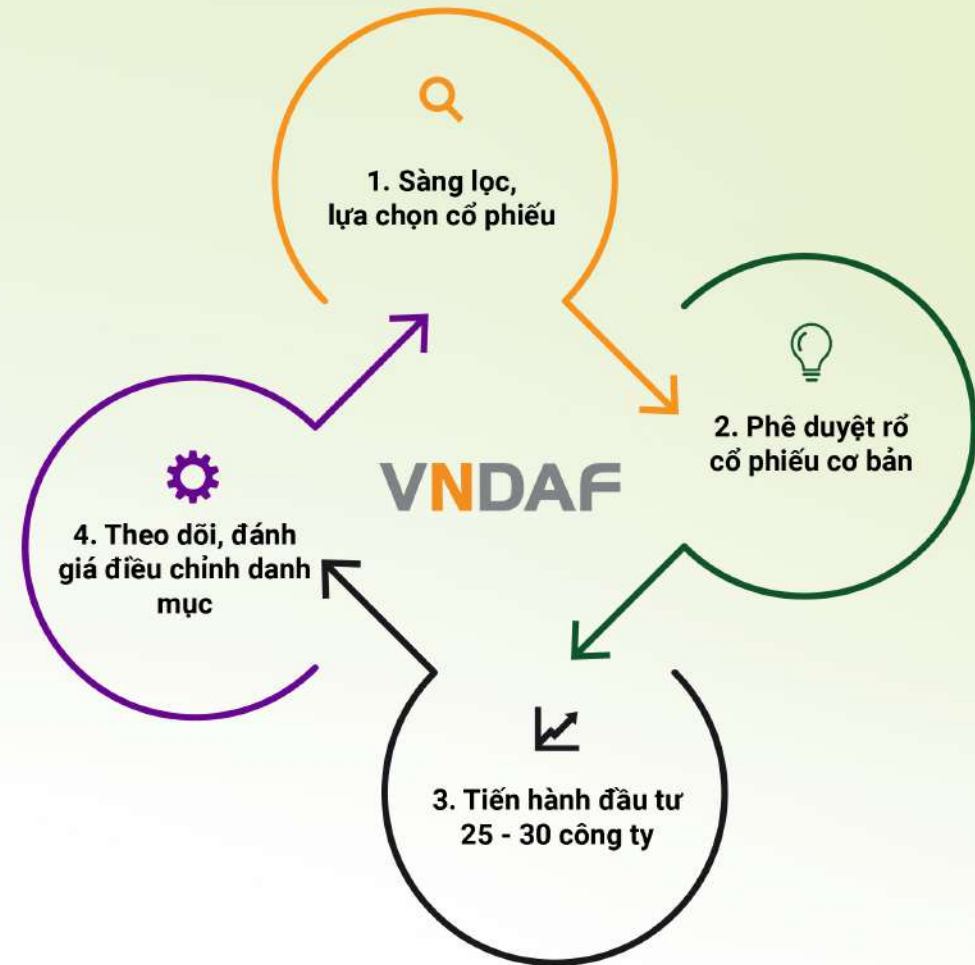 1. Sàng lọc,
lựa chọn cổ phiếu
2. Phê duyệt rổ
cổ phiếu cơ bản
VNDAF
4. Theo dõi, đánh
giá điều chỉnh danh
mục
3. Tiến hành đầu tư
25 - 30 công ty